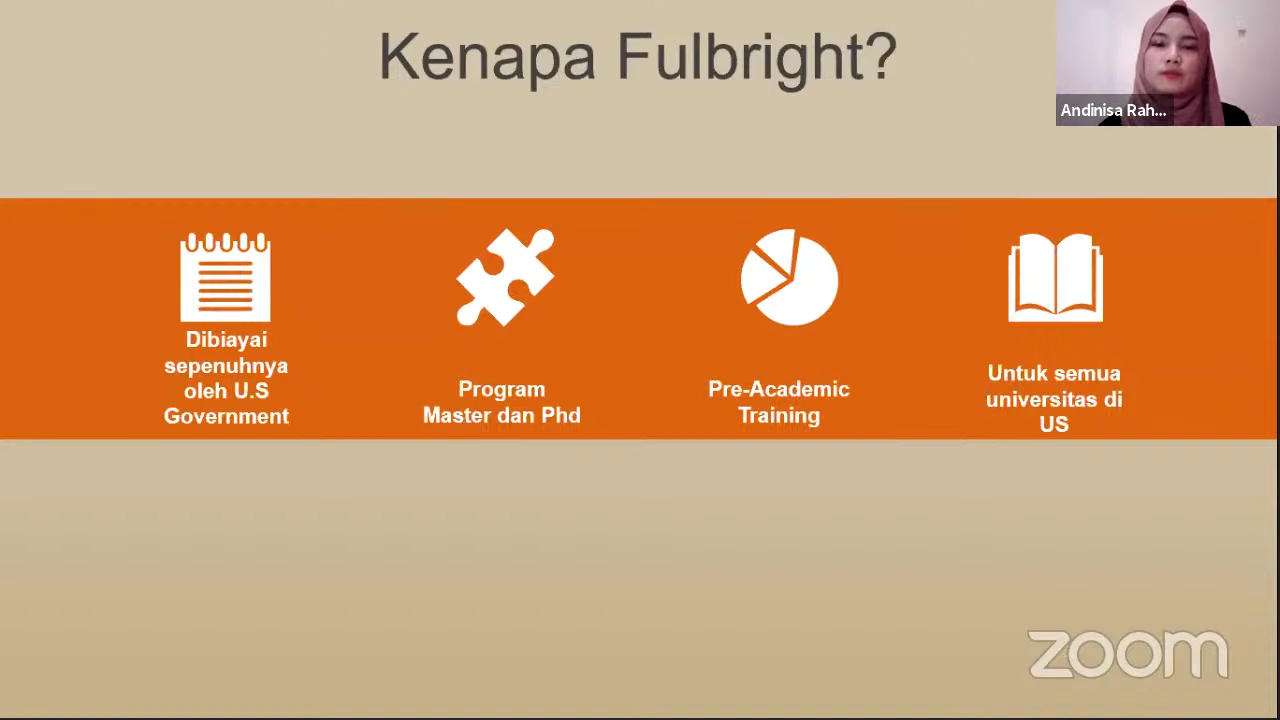 Kenapa Fulbright?
Andinisa Rah...
Dibiayai
sepenuhnya
oleh U.S
Government
Program
Master dan Phd
Pre-Academic
Training
Untuk semua
universitas di
US
zoom